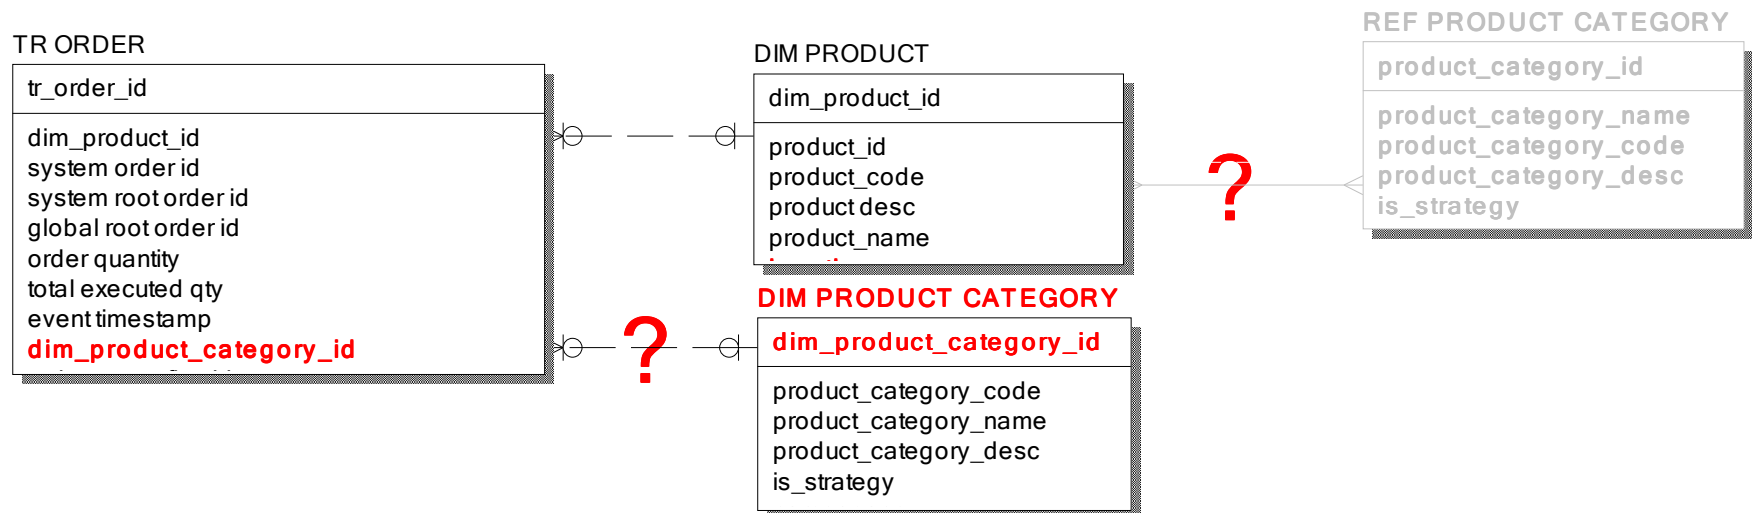 TR ORDER
tr_order_id
dim_product_id
system order id
system root order id
global root order id
order quantity
total executed qty
event timestamp
dim_product_category_id
DIM PRODUCT
dim_product_id
product_id
product_code
product desc
product_name
?
DIM PRODUCT CATEGORY
dim_product_category_id
product_category_code
product_category_name
product_category_desc
is_strategy
?
REF PRODUCT CATEGORY
product_category_id
product_category_name
product_category_code
product_category_desc
is_strategy